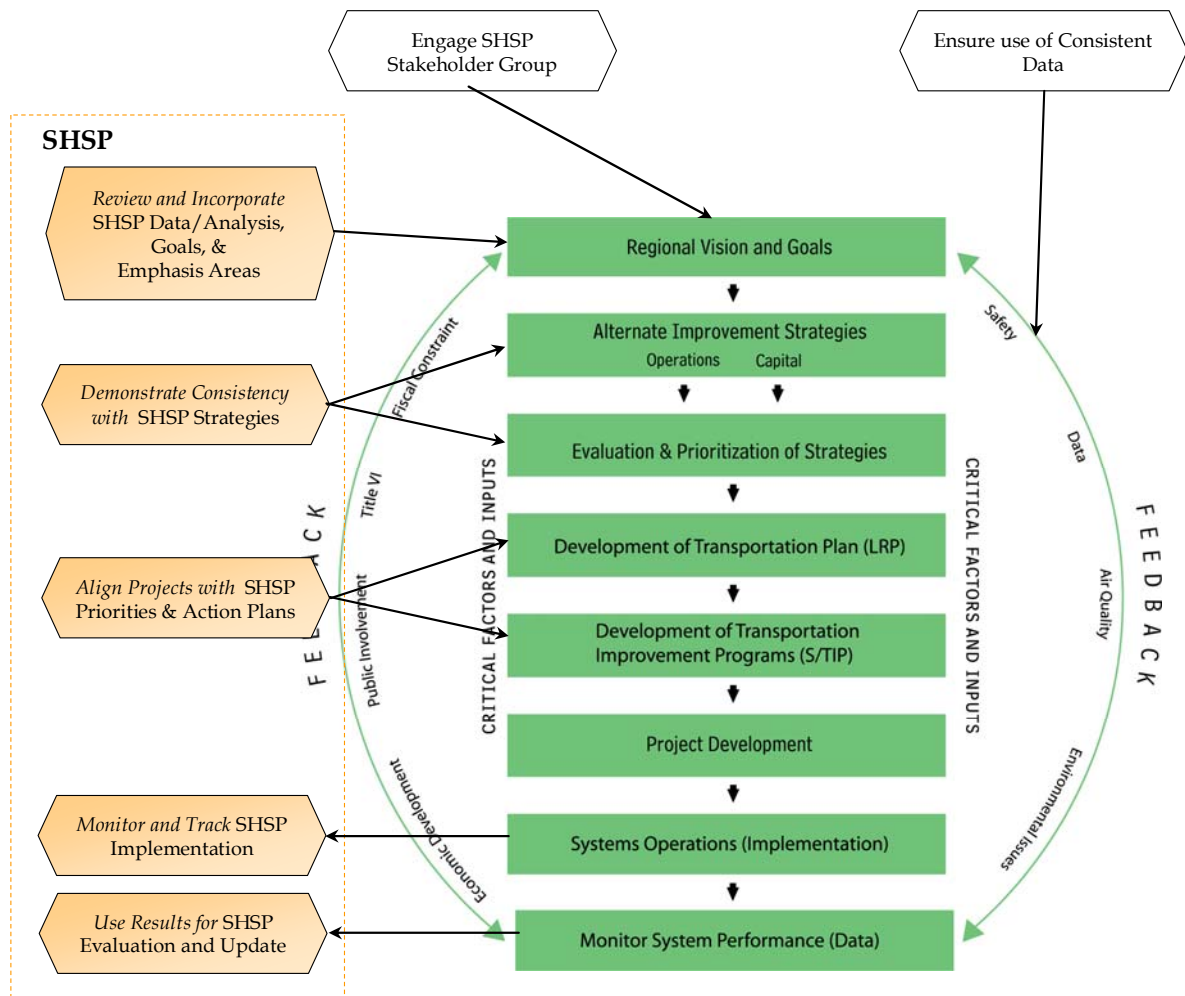 Engage SHSP
Stakeholder Group
Ensure use of Consistent
Data
SHSP
Review and Incorporate
SHSP Data/Analysis,
Goals, &
Emphasis Areas
Demonstrate Consistency
with SHSP Strategies
Align Projects with SHSP
Priorities & Action Plans
Monitor and Track SHSP
Implementation
Use Results for SHSP
Evaluation and Update
FEEDBACK
Fiscal Constraint
Title VI
Public Involvement
Economic Development
CRITICAL FACTORS AND INPUTS
Regional Vision and Goals
Alternate Improvement Strategies
Operations Capital
Evaluation & Prioritization of Strategies
Development of Transportation Plan (LRP)
Development of Transportation
Improvement Programs (S/TIP)
Project Development
Systems Operations (Implementation)
Monitor System Performance (Data)
CRITICAL FACTORS AND INPUTS
Safety
Data
Air Quality
Environmental Issues
FEEDBACK